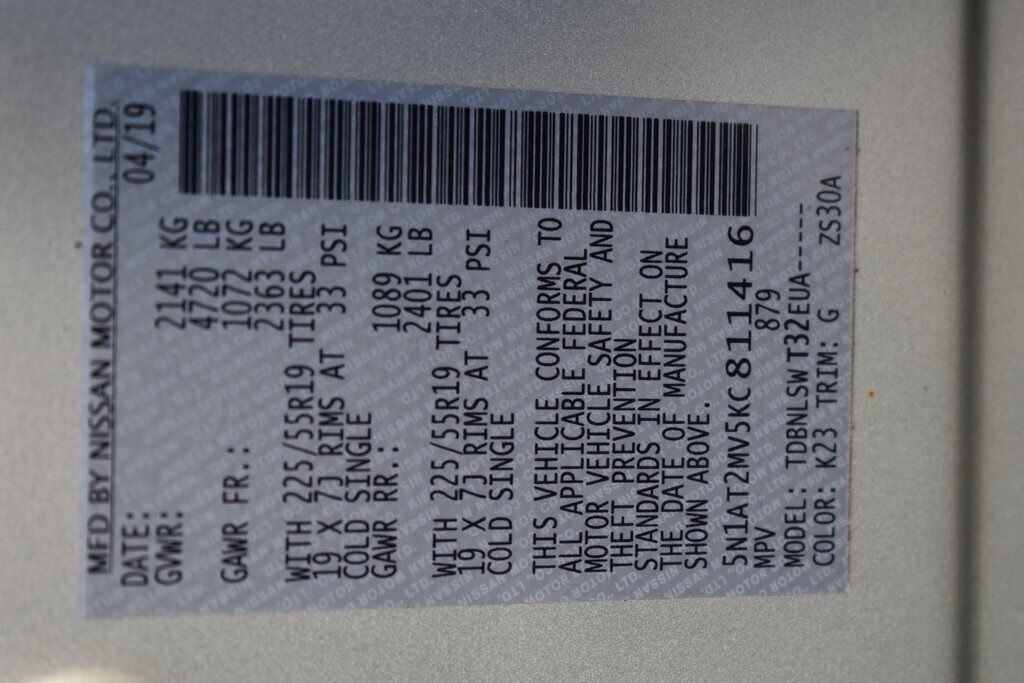 MFD BY NISSAN MOTOR CO., LTD.
DATE: 04/19
GVWR: 2141 KG
4720 LB
GAWR FR.: 1072 KG
2363 LB
WITH 225/55R19 TIRES
19 X 7J RIMS AT 33 PSI
COLD SINGLE
GAWR RR.: 1089 KG
2401 LB
WITH 225/55R19 TIRES
19 X 7J RIMS AT 33 PSI
COLD SINGLE
THIS VEHICLE CONFORMS TO
ALL APPLICABLE FEDERAL
MOTOR VEHICLE SAFETY AND
THEFT PREVENTION
STANDARDS IN EFFECT ON
THE DATE OF MANUFACTURE
SHOWN ABOVE.
5N1AT2MV5KC811416
MPV 879
MODEL: TDBNLSW T32EUA-----
COLOR: K23 TRIM: G ZS30A